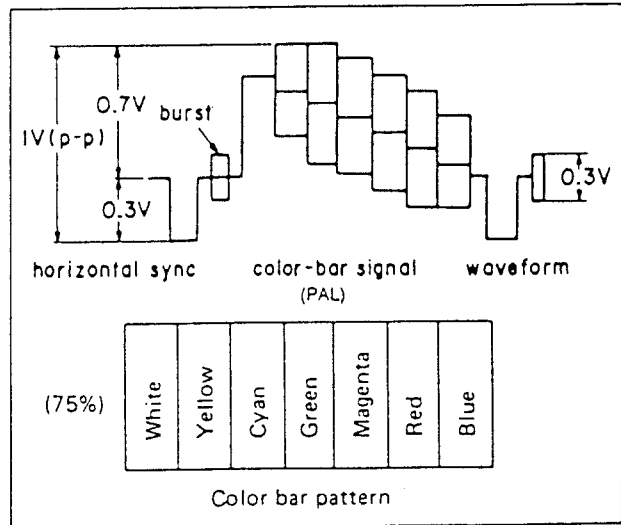 0.7V
burst
1V(p-p)
0.3V
0.3V
horizontal sync
color-bar signal
waveform
(PAL)
(75%)
White
Yellow
Cyan
Green
Magenta
Red
Blue
Color bar pattern